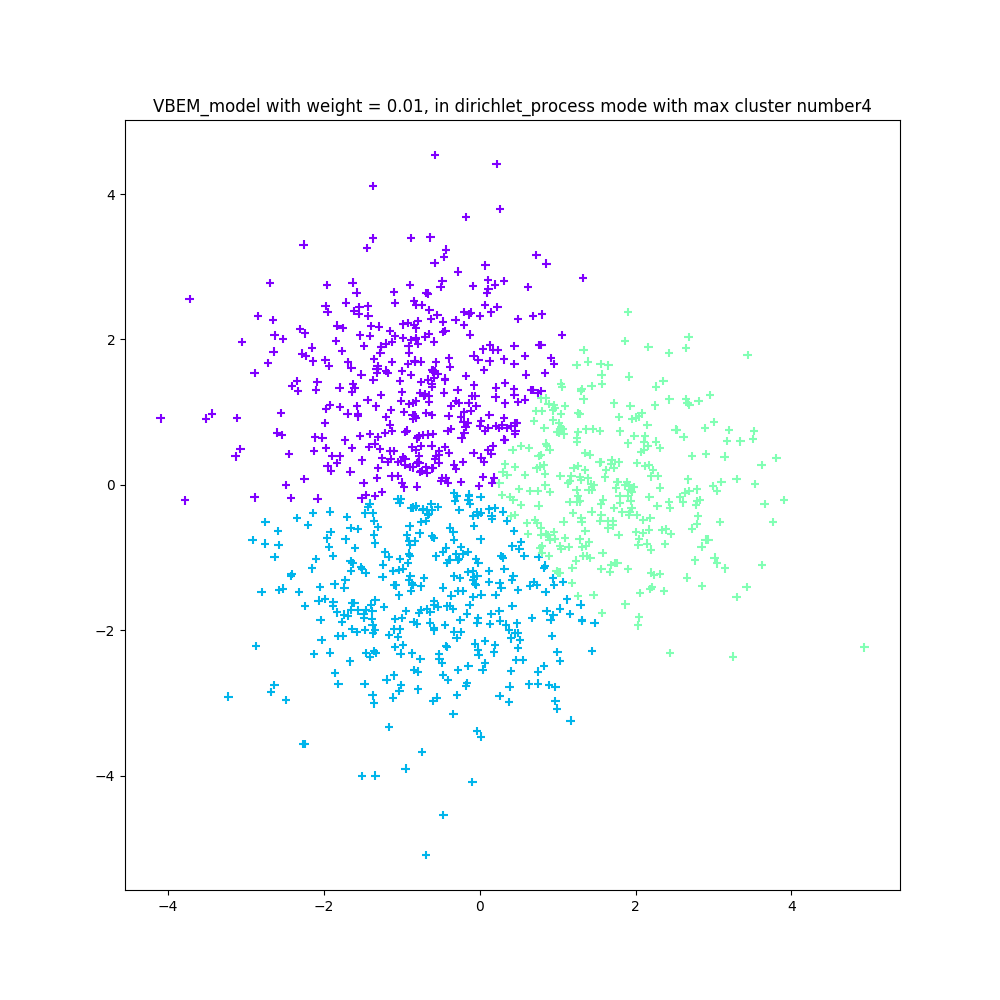 VBEM_model with weight = 0.01, in dirichlet_process mode with max cluster number4
4
2
0
−2
−4
−4 −2 0 2 4